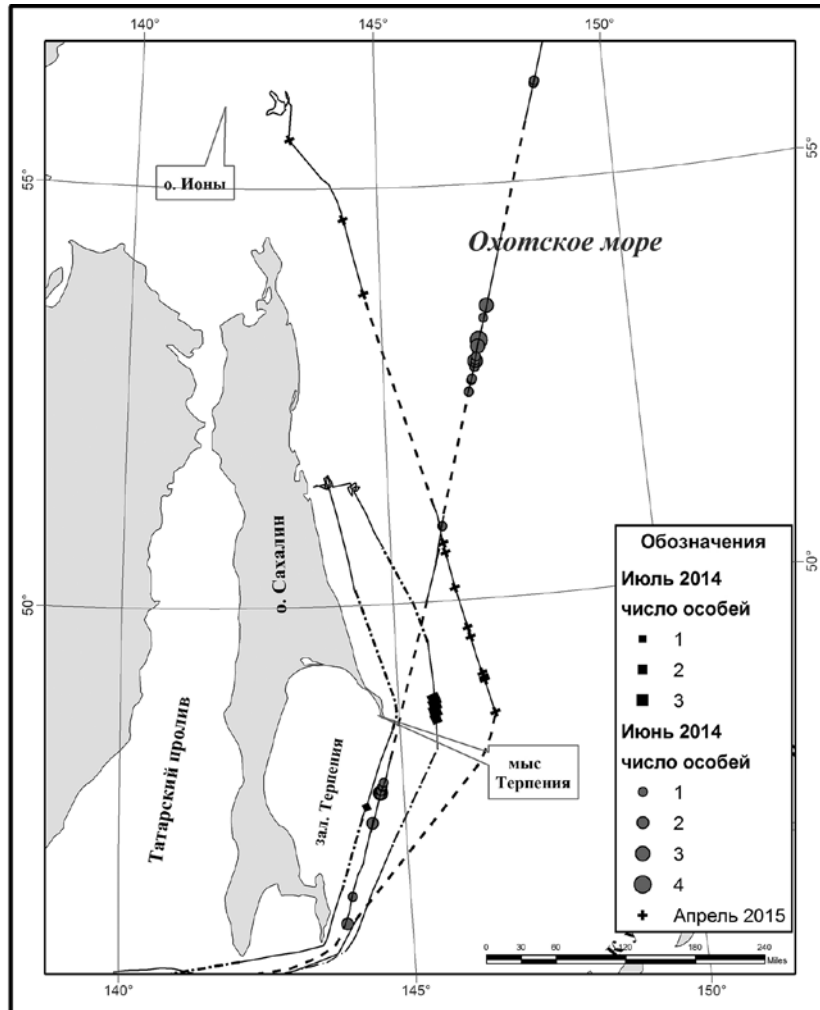 140°
145°
150°
55°
55°
о. Ионы
Охотское море
о. Сахалин
Обозначения
Июль 2014
число особей
1
2
3
Июнь 2014
число особей
1
2
3
4
Апрель 2015
50°
50°
Татарский пролив
зал. Терпения
мыс
Терпения
0 30 60 120 180 240
Miles
140°
145°
150°